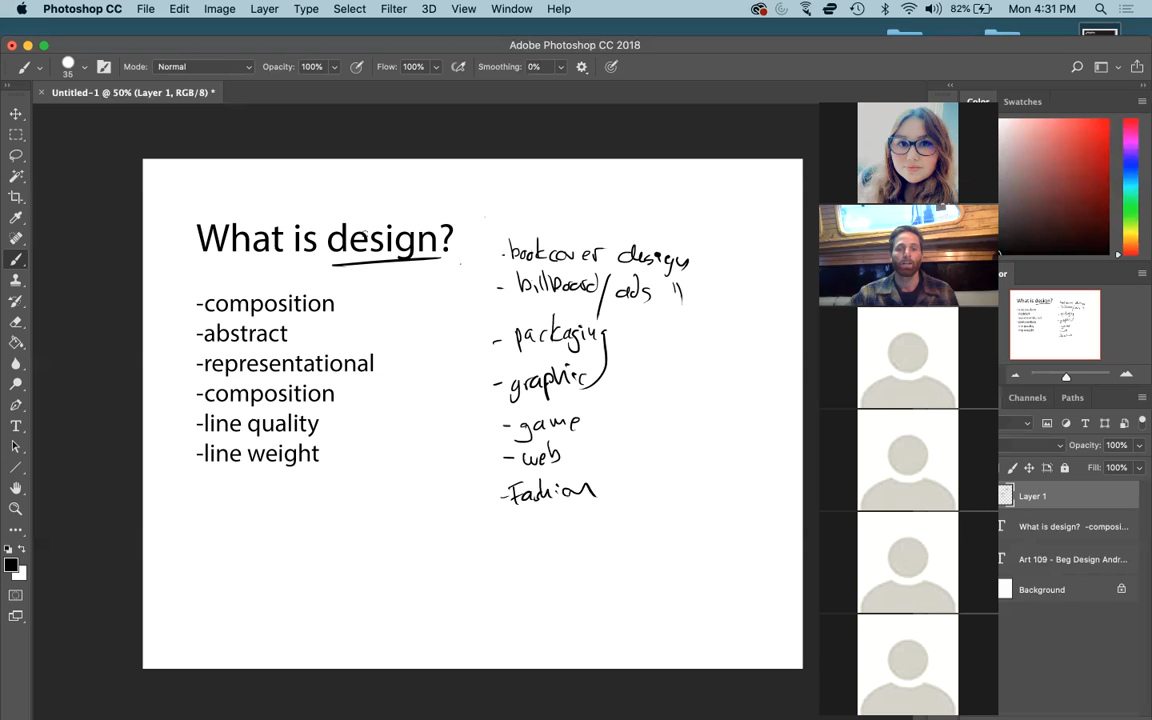 Photoshop CC File Edit Image Layer Type Select Filter 3D View Window Help 82% Mon 4:31 PM
Adobe Photoshop CC 2018
35 Mode: Normal Opacity: 100% Flow: 100% Smoothing: 0%
Untitled-1 @ 50% (Layer 1, RGB/8) *
Color Swatches
What is design?
-composition
-abstract
-representational
-composition
-line quality
-line weight
-bookcover design
- billboard/ads "
- packaging
- graphic
- game
- web
-Fashion
Channels Paths
Opacity: 100%
Fill: 100%
Layer 1
What is design? -composi...
Art 109 - Beg Design Andr...
Background